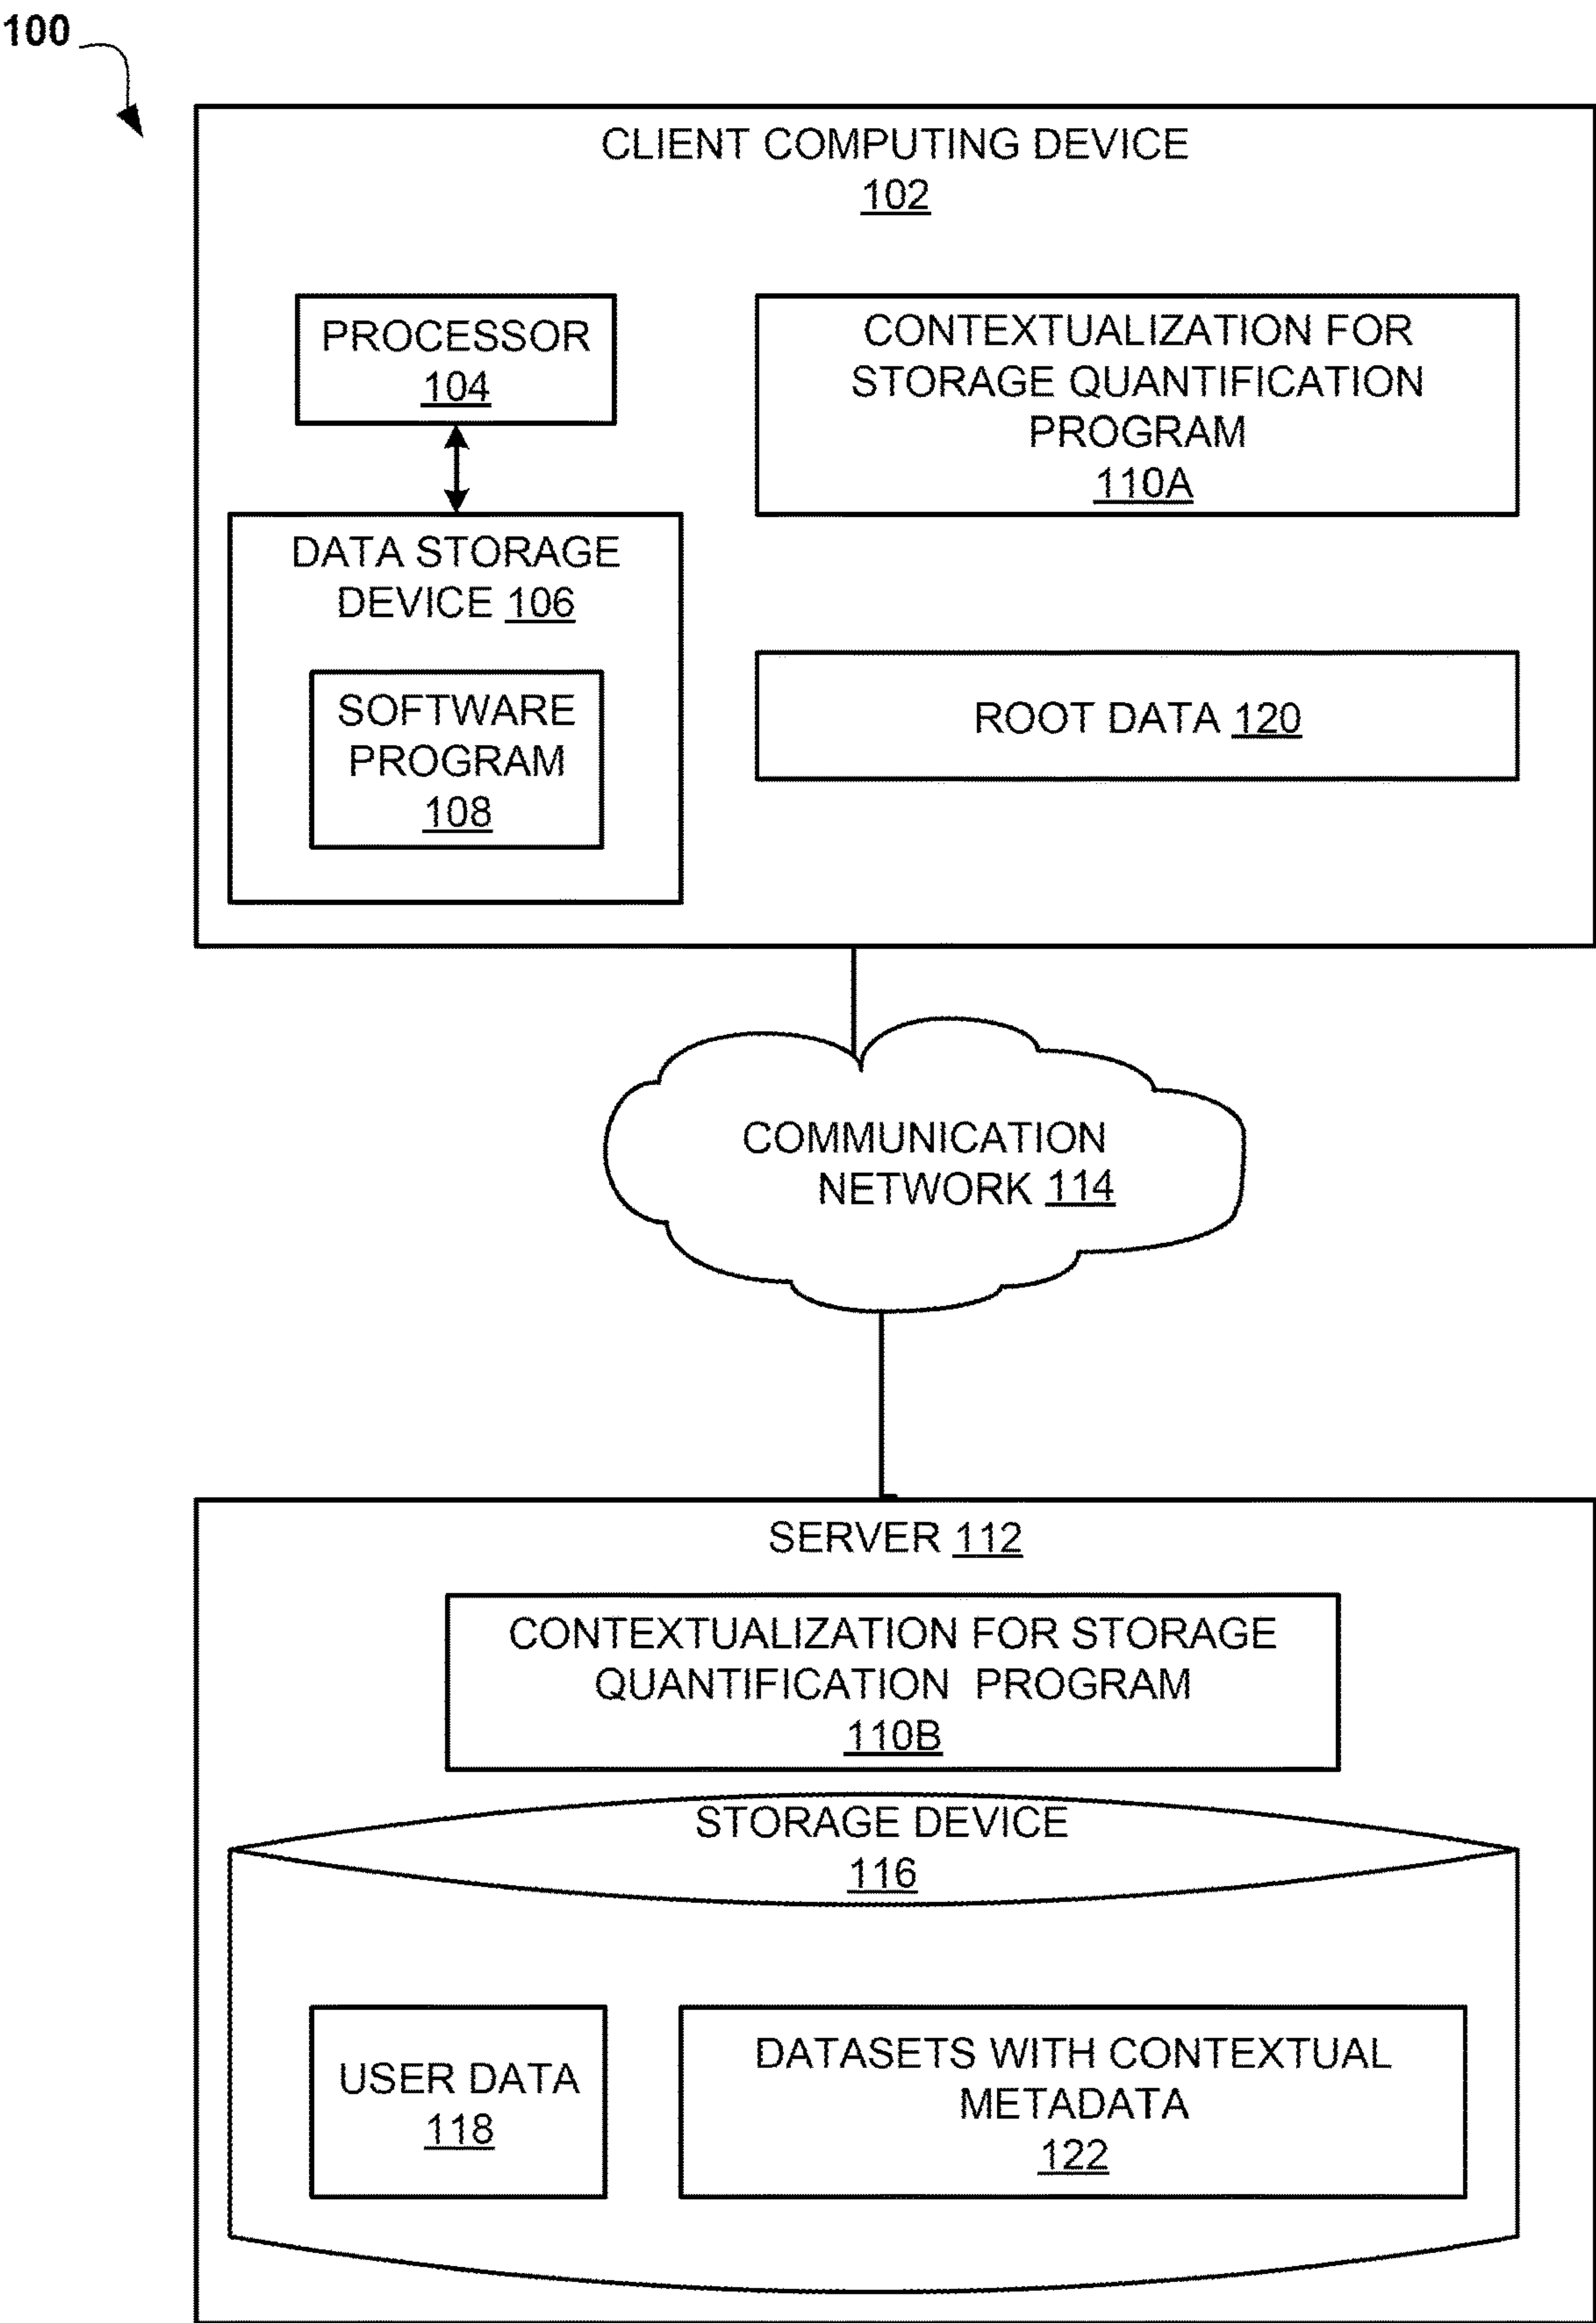 100
CLIENT COMPUTING DEVICE
102
PROCESSOR
104
CONTEXTUALIZATION FOR
STORAGE QUANTIFICATION
PROGRAM
110A
DATA STORAGE
DEVICE 106
SOFTWARE
PROGRAM
108
ROOT DATA 120
COMMUNICATION
NETWORK 114
SERVER 112
CONTEXTUALIZATION FOR STORAGE
QUANTIFICATION PROGRAM
110B
STORAGE DEVICE
116
USER DATA
118
DATASETS WITH CONTEXTUAL
METADATA
122